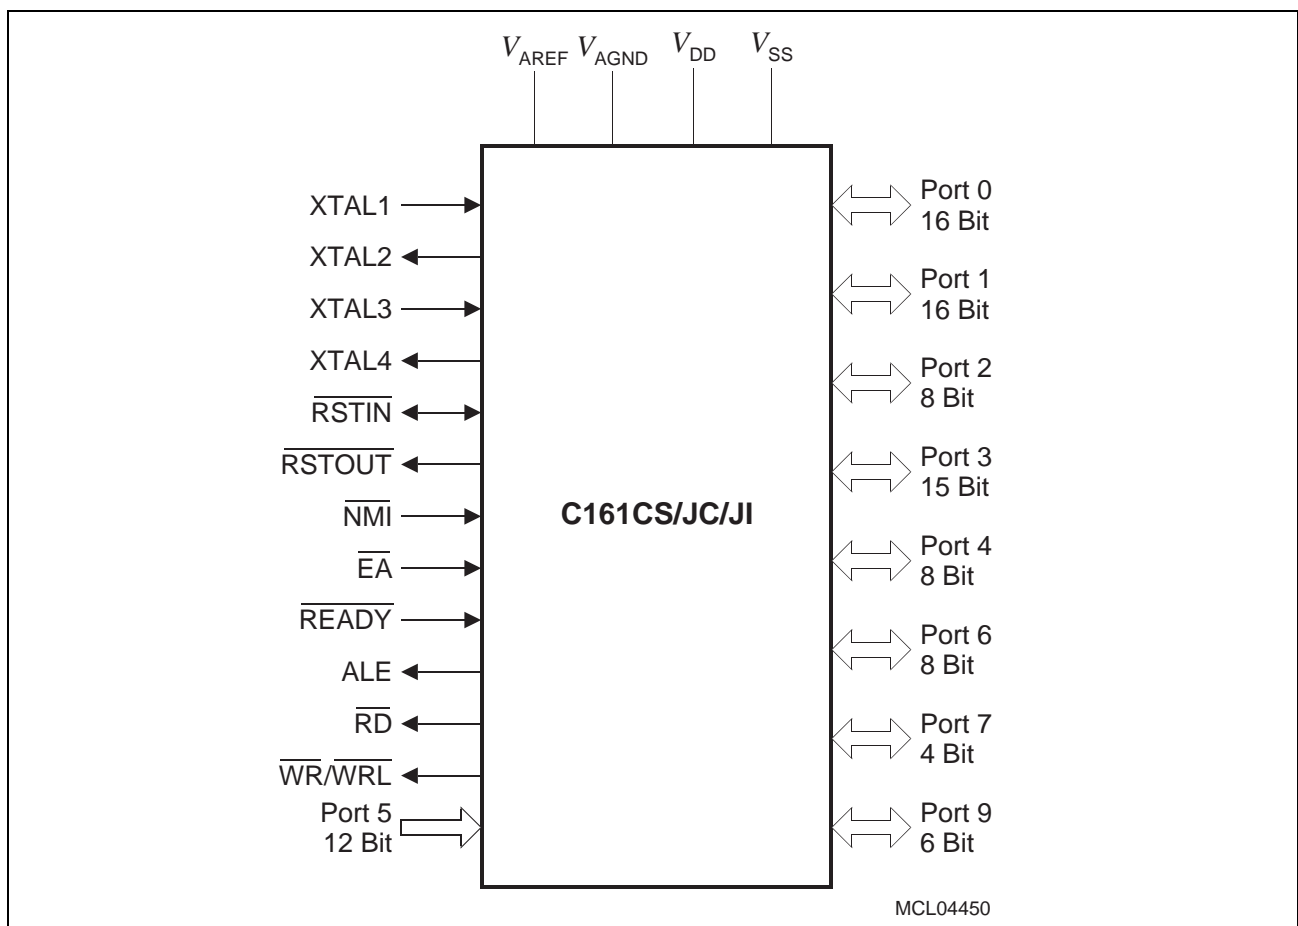 VAREF VAGND VDD VSS
XTAL1
XTAL2
XTAL3
XTAL4
RSTIN
RSTOUT
NMI
EA
READY
ALE
RD
WR/WRL
Port 5
12 Bit
C161CS/JC/JI
Port 0
16 Bit
Port 1
16 Bit
Port 2
8 Bit
Port 3
15 Bit
Port 4
8 Bit
Port 6
8 Bit
Port 7
4 Bit
Port 9
6 Bit
MCL04450